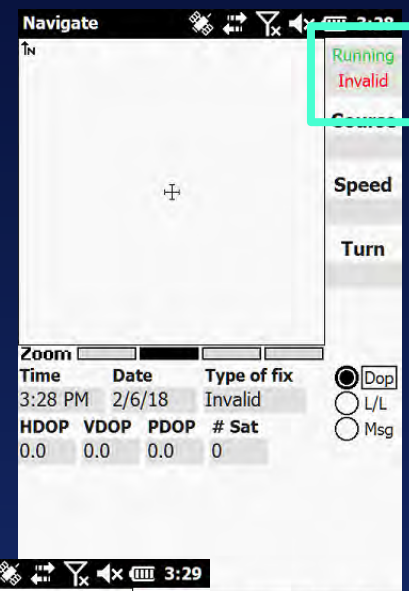 Navigate 3:28
N
Running
Invalid
Course
Speed
Turn
Zoom
Time Date Type of fix
3:28 PM 2/6/18 Invalid
HDOP VDOP PDOP # Sat
0.0 0.0 0.0 0
Dop
L/L
Msg
3:29